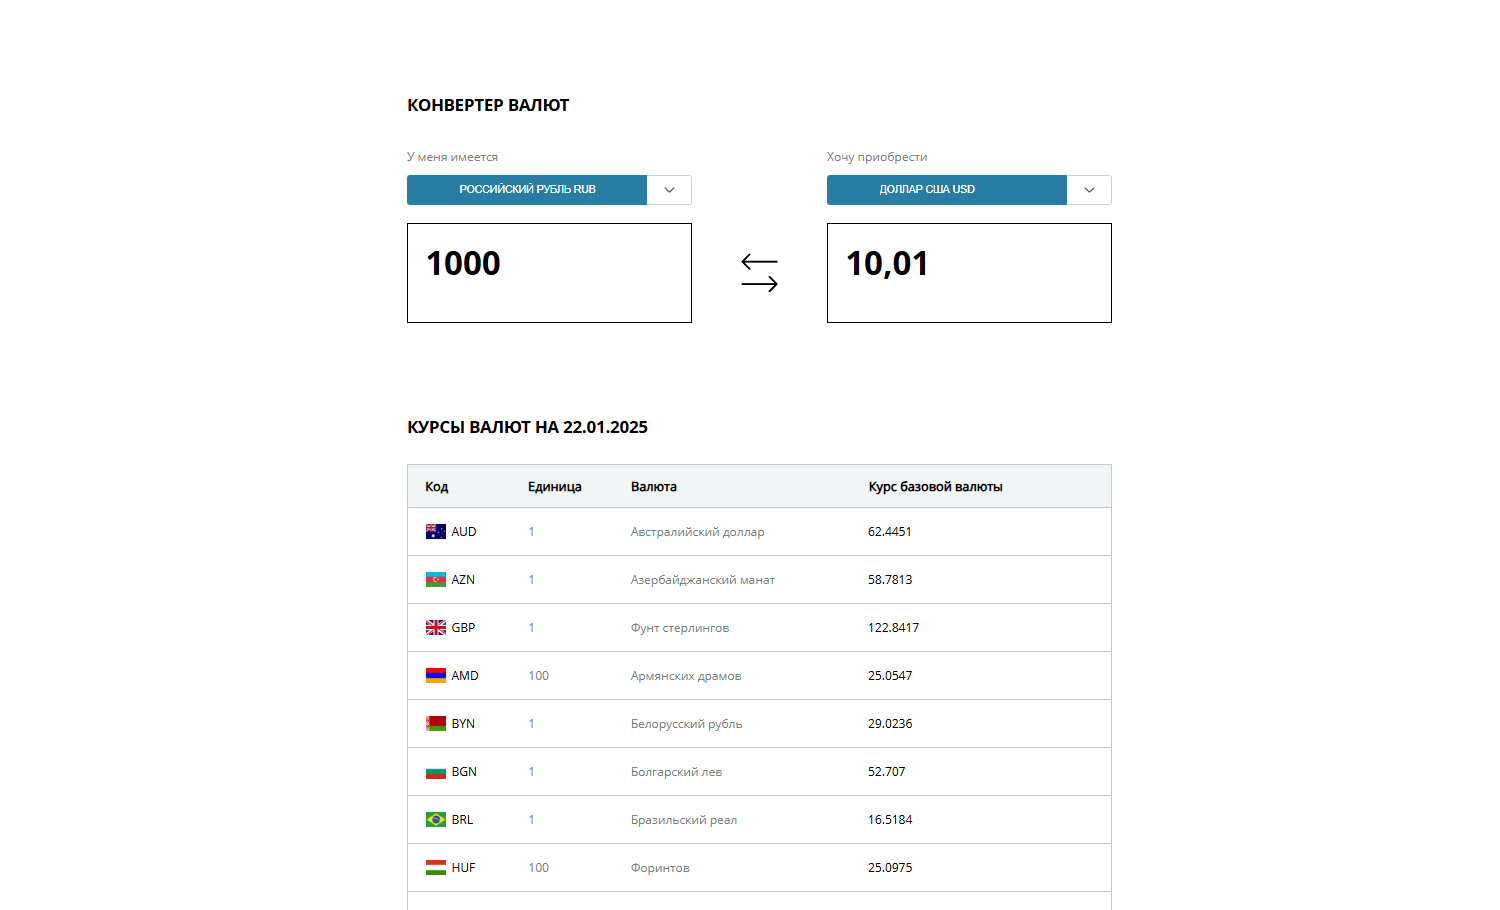 КОНВЕРТЕР ВАЛЮТ
У меня имеется
РОССИЙСКИЙ РУБЛЬ RUB
1000
Хочу приобрести
ДОЛЛАР США USD
10,01
КУРСЫ ВАЛЮТ НА 22.01.2025
Код Единица Валюта Курс базовой валюты
AUD 1 Австралийский доллар 62.4451
AZN 1 Азербайджанский манат 58.7813
GBP 1 Фунт стерлингов 122.8417
AMD 100 Армянских драмов 25.0547
BYN 1 Белорусский рубль 29.0236
BGN 1 Болгарский лев 52.707
BRL 1 Бразильский реал 16.5184
HUF 100 Форинтов 25.0975